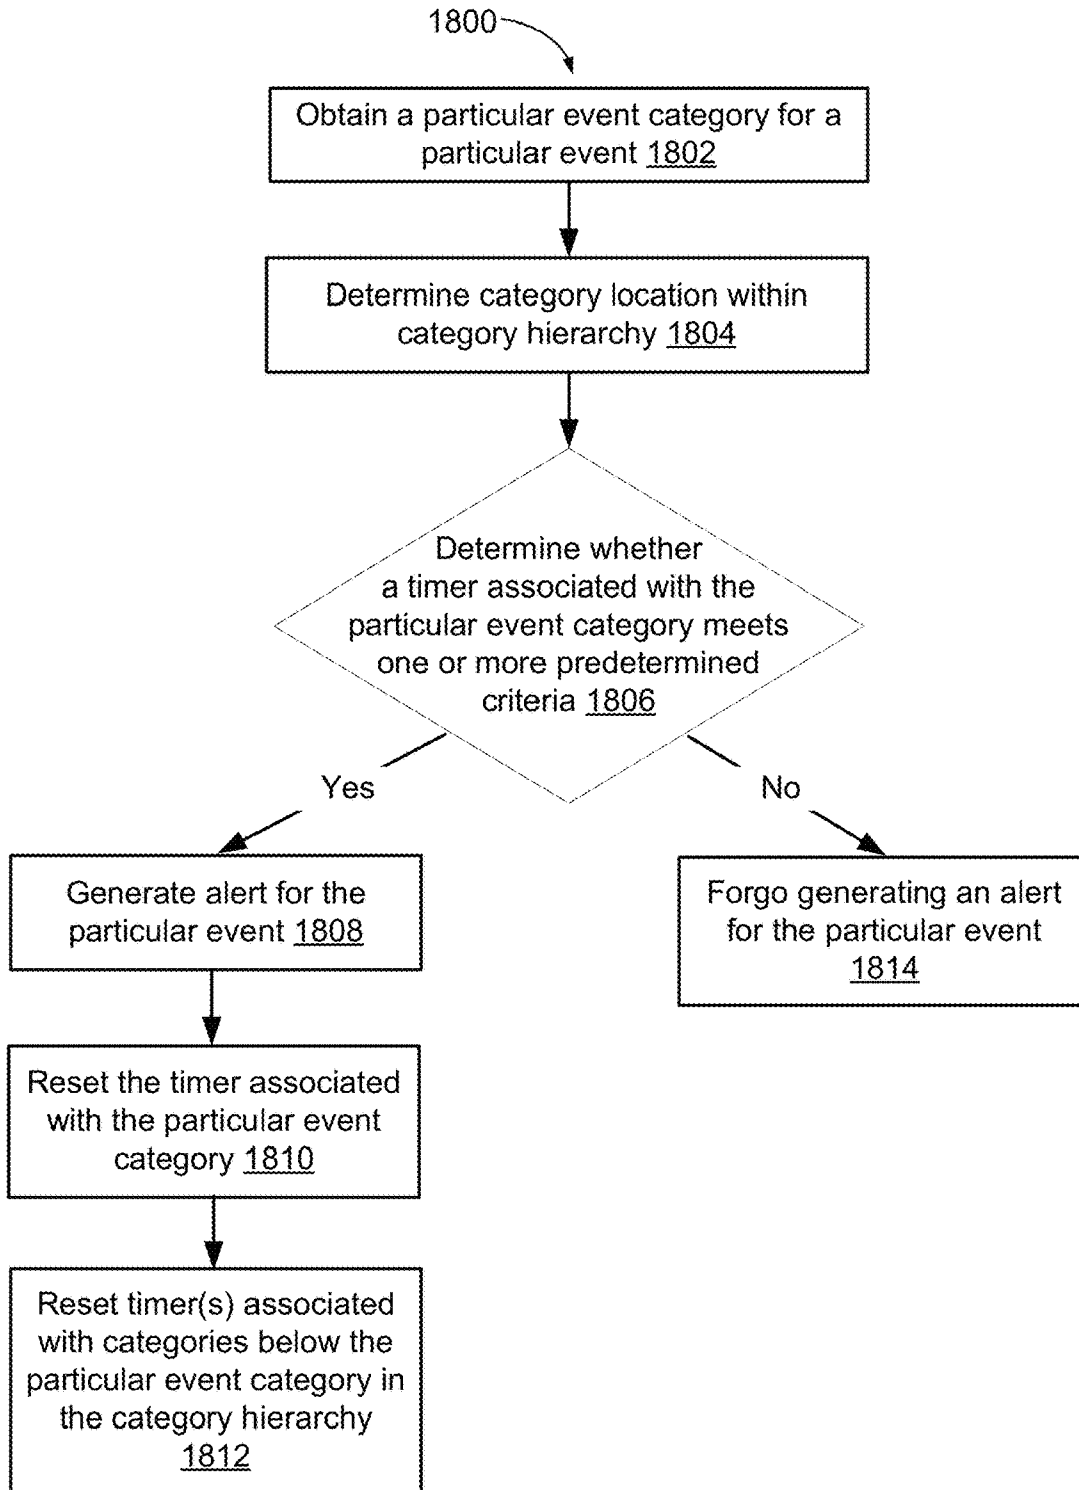 1800
Obtain a particular event category for a
particular event 1802
Determine category location within
category hierarchy 1804
Determine whether
a timer associated with the
particular event category meets
one or more predetermined
criteria 1806
Yes
No
Generate alert for the
particular event 1808
Forgo generating an alert
for the particular event
1814
Reset the timer associated
with the particular event
category 1810
Reset timer(s) associated
with categories below the
particular event category in
the category hierarchy
1812